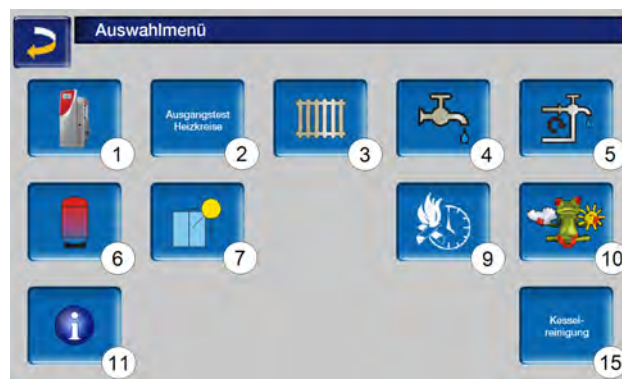 Auswahlmenü
Ausgangstest
Heizkreise
1
2
3
4
5
6
7
9
10
i
11
Kessel-
reinigung
15